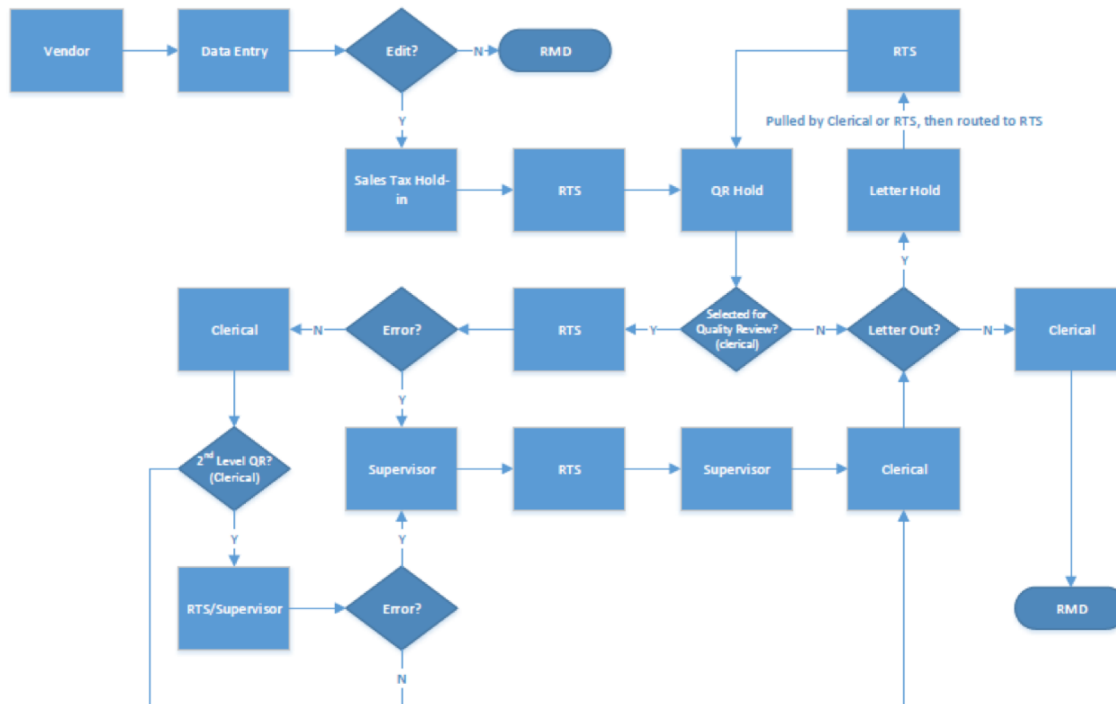 Vendor
Data Entry
Edit?
N
RMD
RTS
Y
Pulled by Clerical or RTS, then routed to RTS
Sales Tax Hold-
in
RTS
QR Hold
Letter Hold
Y
Clerical
N
Error?
RTS
Y
Selected for
Quality Review?
(clerical)
N
Letter Out?
N
Clerical
Y
2nd Level QR?
(Clerical)
Supervisor
RTS
Supervisor
Clerical
Y
Y
RTS/Supervisor
Error?
RMD
N